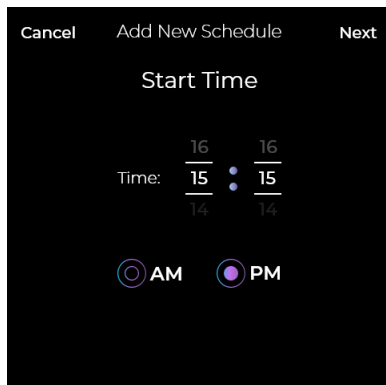 Cancel Add New Schedule Next
Start Time
16 16
Time: 15 : 15
14 14
AM PM